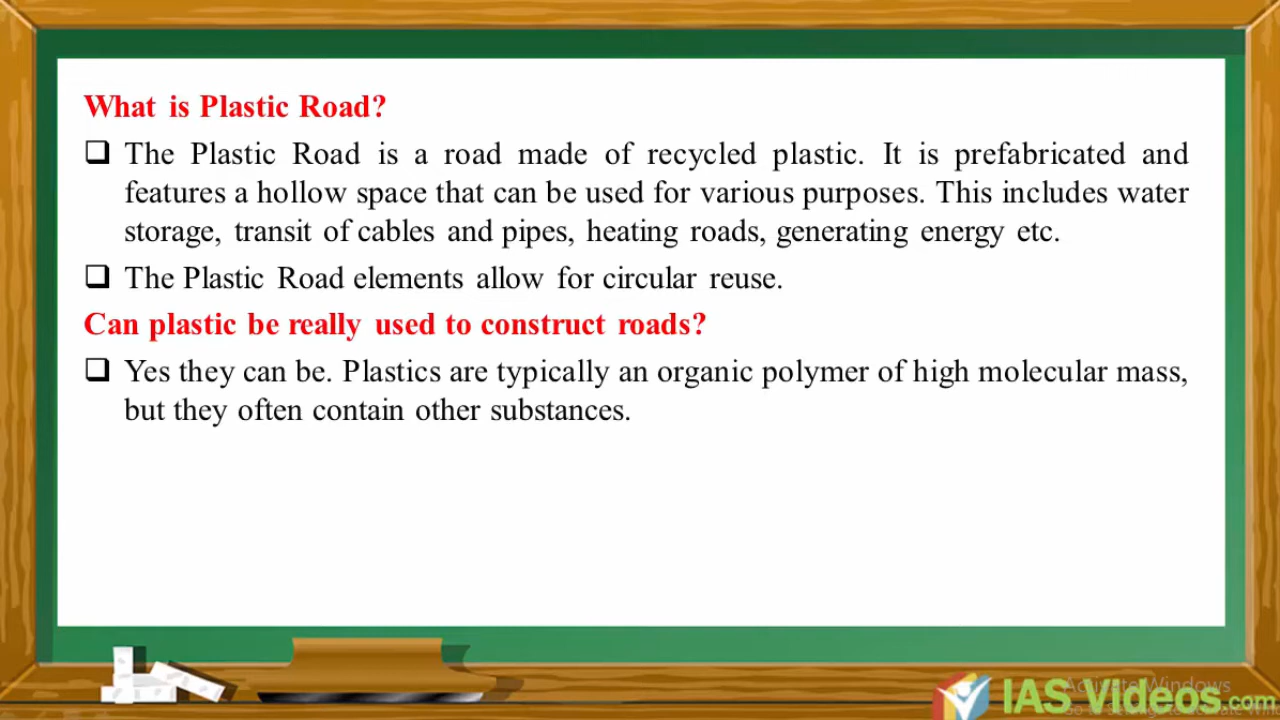 What is Plastic Road?
The Plastic Road is a road made of recycled plastic. It is prefabricated and
features a hollow space that can be used for various purposes. This includes water
storage, transit of cables and pipes, heating roads, generating energy etc.
The Plastic Road elements allow for circular reuse.
Can plastic be really used to construct roads?
Yes they can be. Plastics are typically an organic polymer of high molecular mass,
but they often contain other substances.
Activate Windows
IAS Videos.com